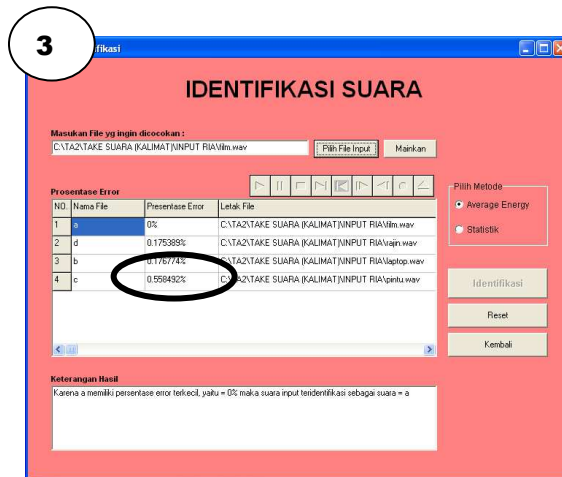 3
fikasi
IDENTIFIKASI SUARA
Masukan File yg ingin dicocokan :
C:\TA2\TAKE SUARA (KALIMAT)\INPUT RIA\film.wav
Pilih File Input
Mainkan
Prosentase Error
NO. Nama File Presentase Error Letak File
1 a 0% C:\TA2\TAKE SUARA (KALIMAT)\INPUT RIA\film.wav
2 d 0.175389% C:\TA2\TAKE SUARA (KALIMAT)\INPUT RIA\rajin.wav
3 b 0.176774% C:\TA2\TAKE SUARA (KALIMAT)\INPUT RIA\laptop.wav
4 c 0.558492% C:\TA2\TAKE SUARA (KALIMAT)\INPUT RIA\pintu.wav
Pilih Metode
Average Energy
Statistik
Identifikasi
Reset
Kembali
Keterangan Hasil
Karena a memiliki persentase error terkecil, yaitu = 0% maka suara input teridentifikasi sebagai suara = a